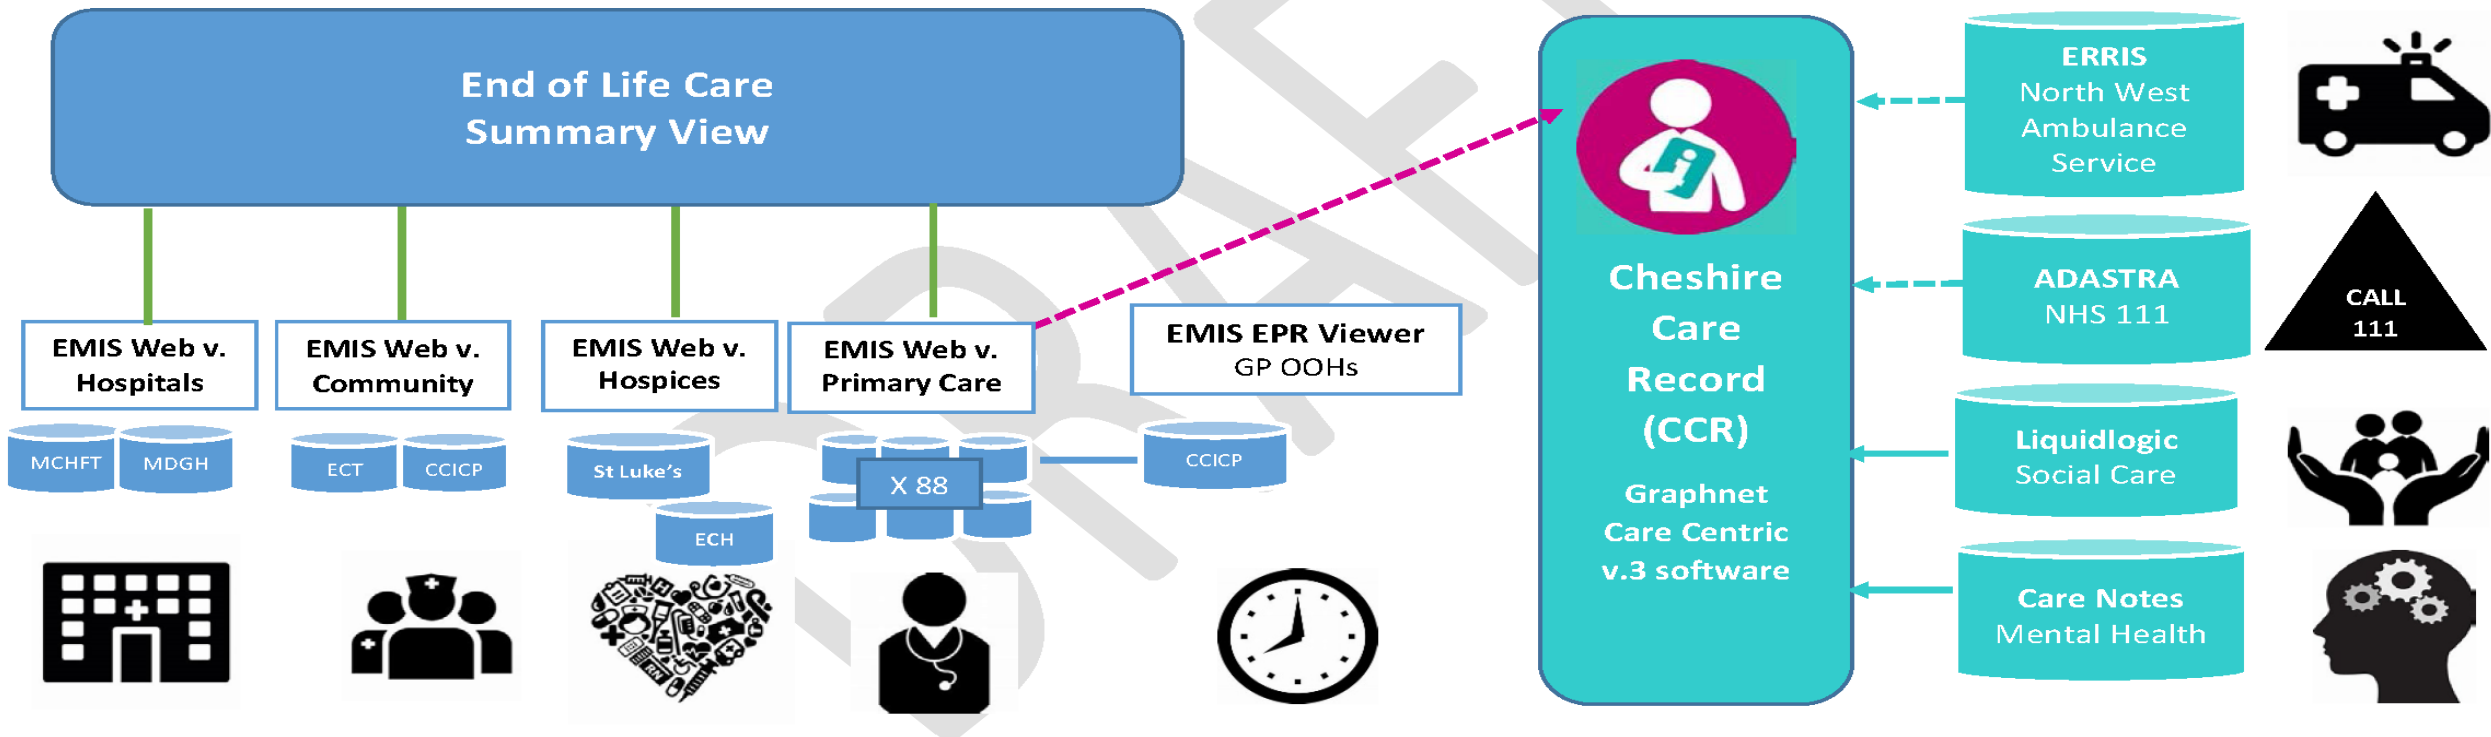 End of Life Care
Summary View
EMIS Web v.
Hospitals
EMIS Web v.
Community
EMIS Web v.
Hospices
EMIS Web v.
Primary Care
EMIS EPR Viewer
GP OOHs
MCHFT
MDGH
ECT
CCICP
St Luke's
ECH
X 88
CCICP
Cheshire
Care
Record
(CCR)
Graphnet
Care Centric
v.3 software
ERRIS
North West
Ambulance
Service
ADASTRA
NHS 111
CALL
111
Liquidlogic
Social Care
Care Notes
Mental Health
DRAFT